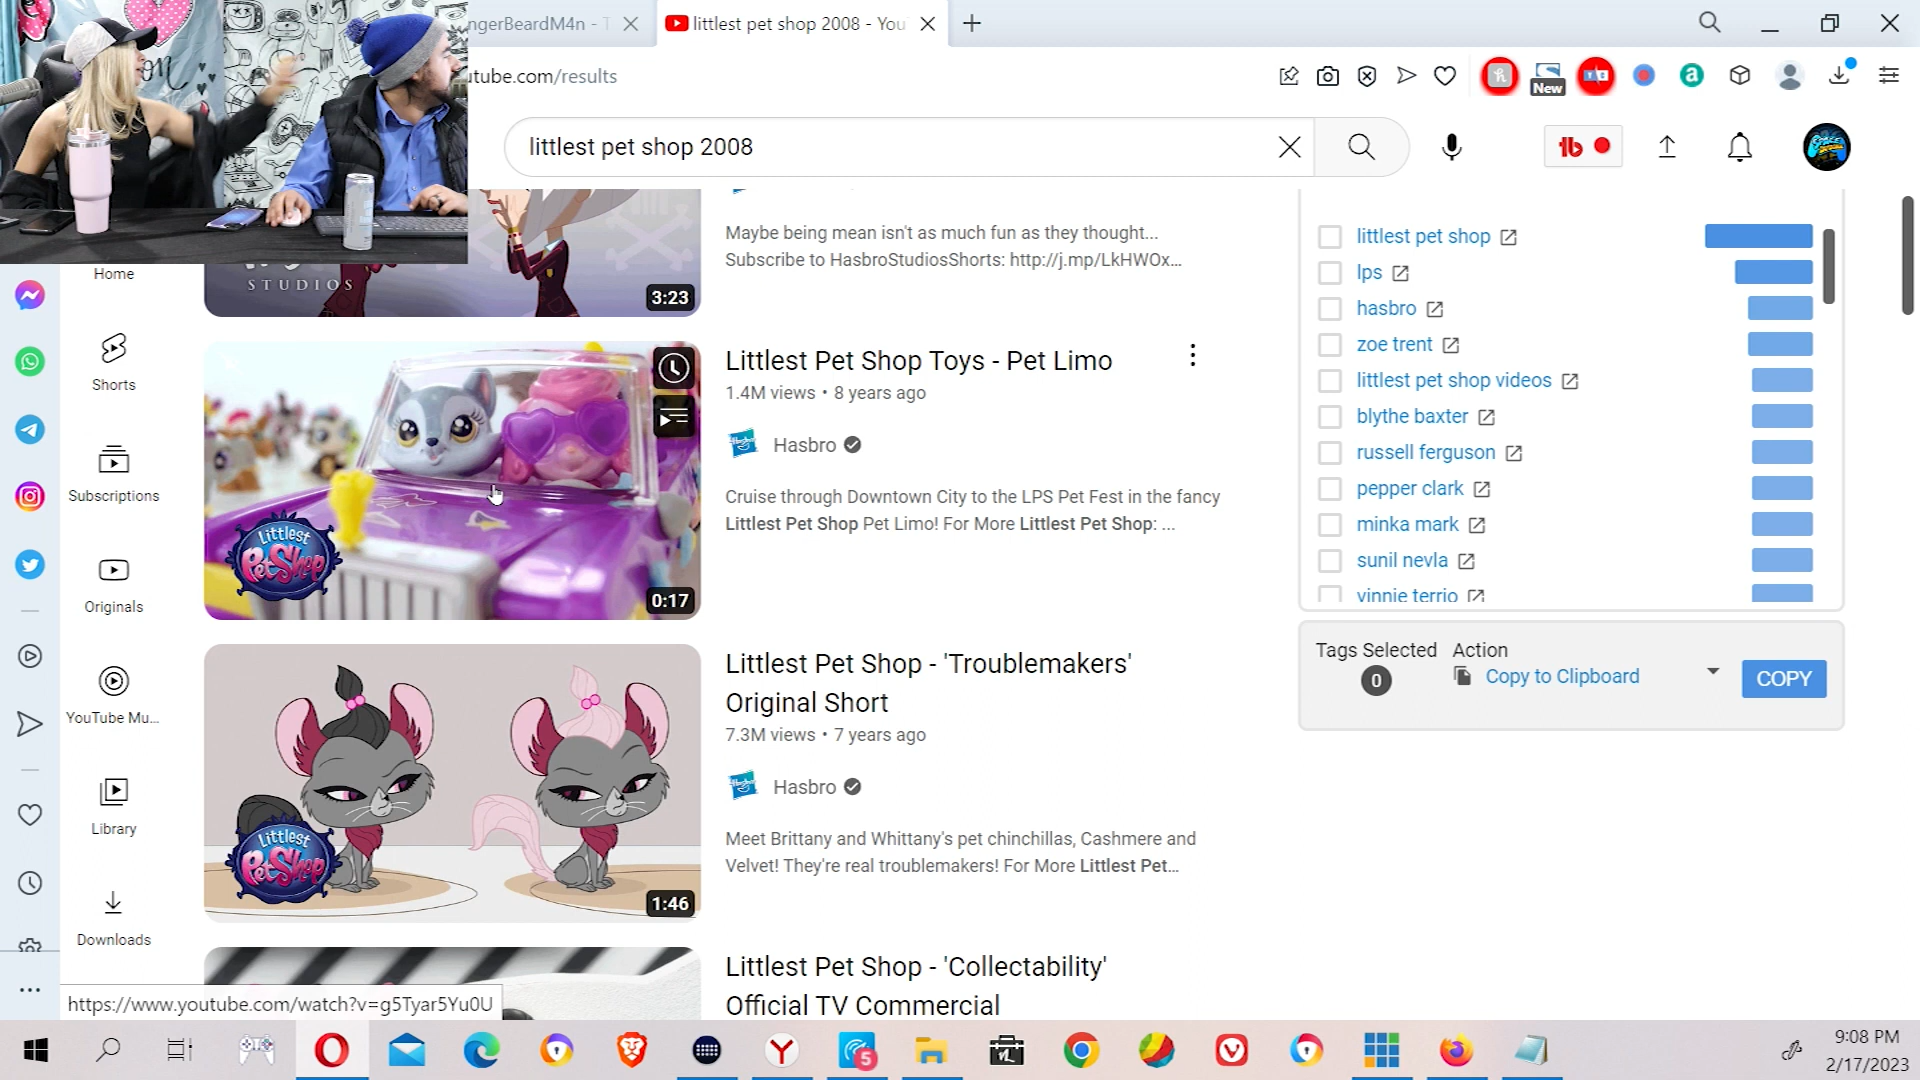 ngerBeardM4n - T
littlest pet shop 2008 - You
utube.com/results
New
littlest pet shop 2008
Maybe being mean isn't as much fun as they thought...
Subscribe to HasbroStudiosShorts: http://j.mp/LkHWOx...
STUDIOS
3:23
Home
Shorts
Subscriptions
Originals
YouTube Mu...
Library
Downloads
Littlest Pet Shop Toys - Pet Limo
1.4M views • 8 years ago
Hasbro
Cruise through Downtown City to the LPS Pet Fest in the fancy
Littlest Pet Shop Pet Limo! For More Littlest Pet Shop: ...
Littlest
Pet Shop
0:17
Littlest Pet Shop - 'Troublemakers'
Original Short
7.3M views • 7 years ago
Hasbro
Meet Brittany and Whittany's pet chinchillas, Cashmere and
Velvet! They're real troublemakers! For More Littlest Pet...
Littlest
Pet Shop
1:46
Littlest Pet Shop - 'Collectability'
Official TV Commercial
littlest pet shop
lps
hasbro
zoe trent
littlest pet shop videos
blythe baxter
russell ferguson
pepper clark
minka mark
sunil nevla
vinnie terrio
Tags Selected
0
Action
Copy to Clipboard
COPY
https://www.youtube.com/watch?v=g5Tyar5Yu0U
5
9:08 PM
2/17/2023